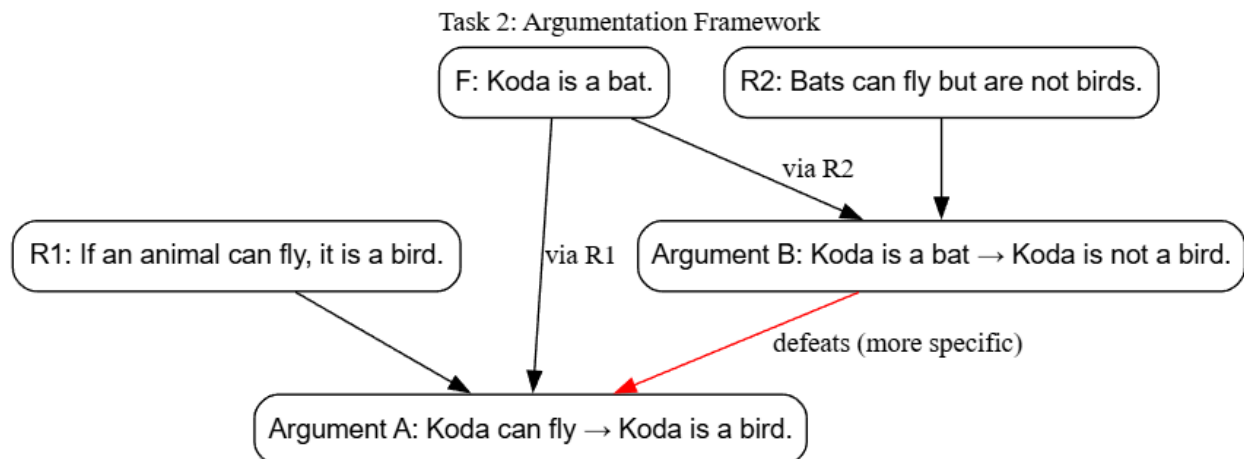 Task 2: Argumentation Framework
F: Koda is a bat.
R2: Bats can fly but are not birds.
via R2
R1: If an animal can fly, it is a bird.
via R1
Argument B: Koda is a bat → Koda is not a bird.
defeats (more specific)
Argument A: Koda can fly → Koda is a bird.